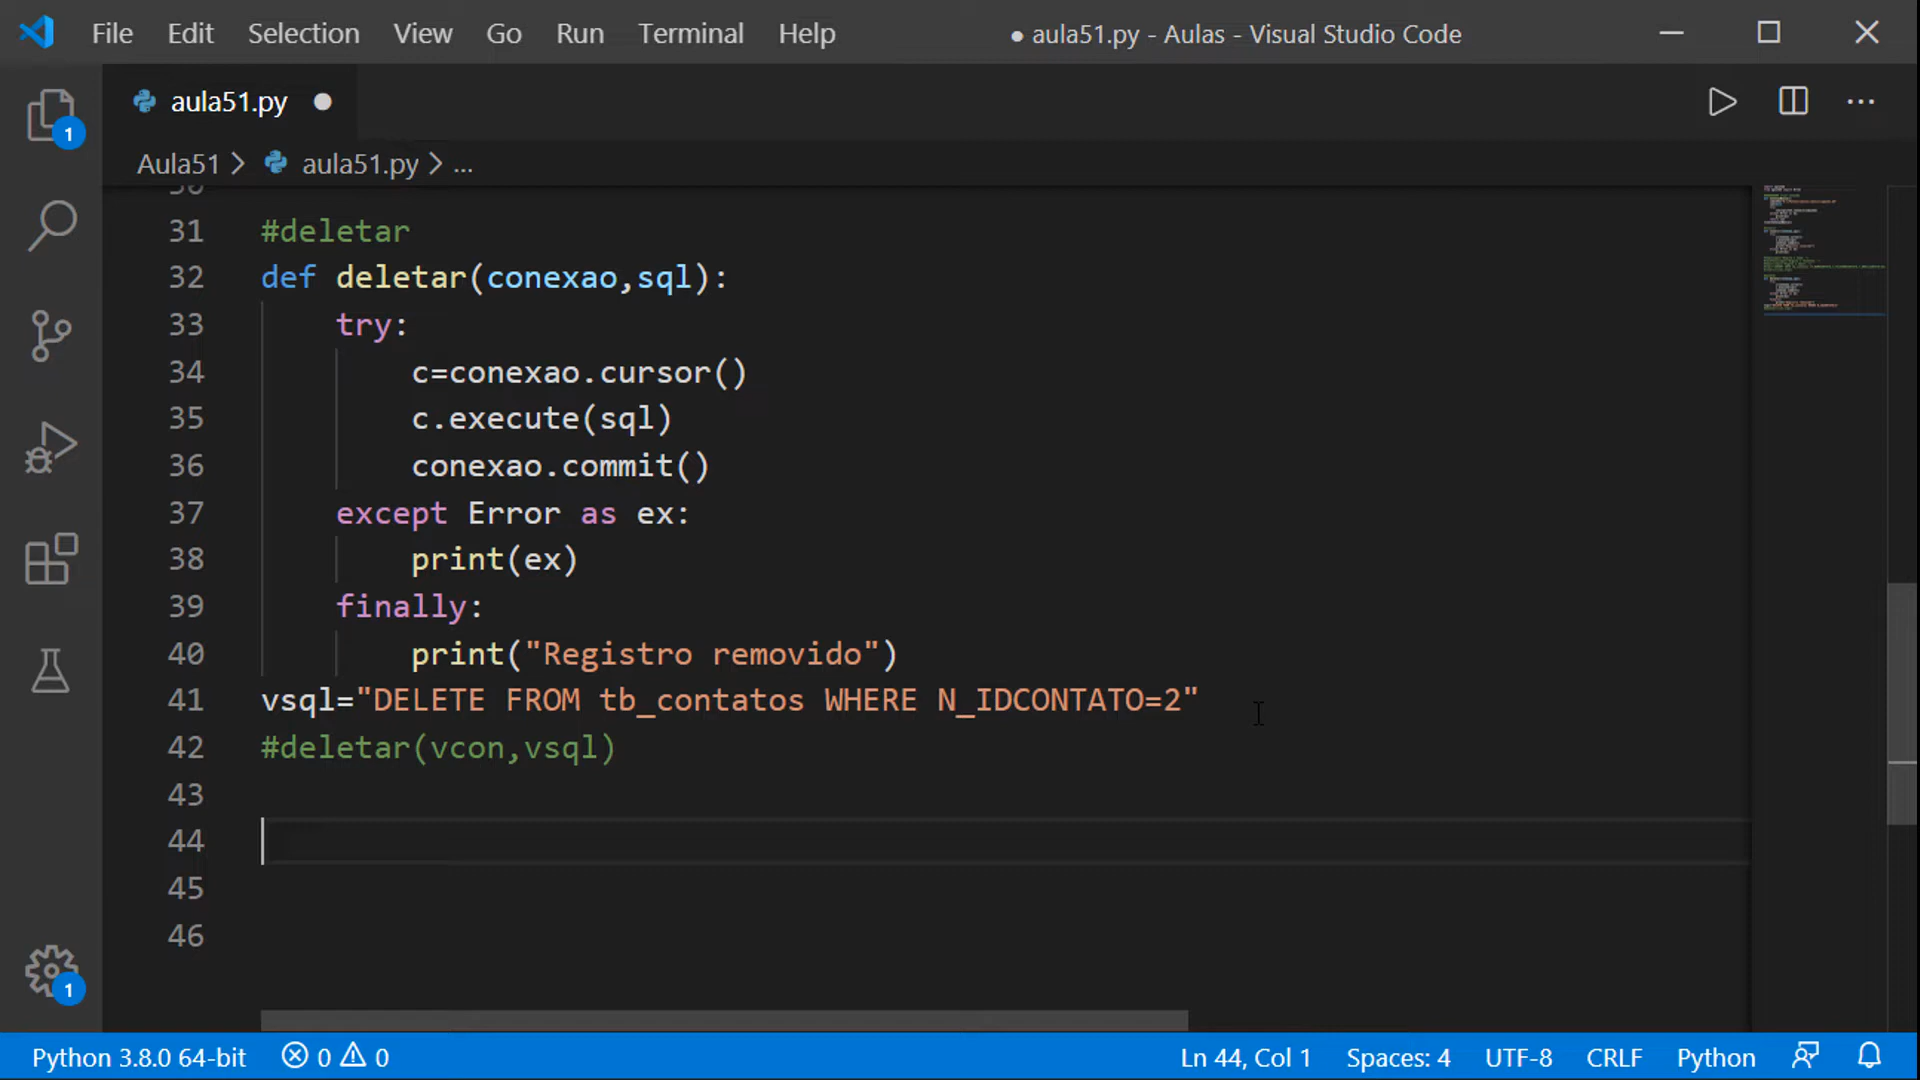 File Edit Selection View Go Run Terminal Help ● aula51.py - Aulas - Visual Studio Code
aula51.py ●
Aula51 > aula51.py > ...
1
31 #deletar
32 def deletar(conexao,sql):
33 try:
34 c=conexao.cursor()
35 c.execute(sql)
36 conexao.commit()
37 except Error as ex:
38 print(ex)
39 finally:
40 print("Registro removido")
41 vsql="DELETE FROM tb_contatos WHERE N_IDCONTATO=2"
42 #deletar(vcon,vsql)
43
44
45
46
1
Python 3.8.0 64-bit 0 0 Ln 44, Col 1 Spaces: 4 UTF-8 CRLF Python